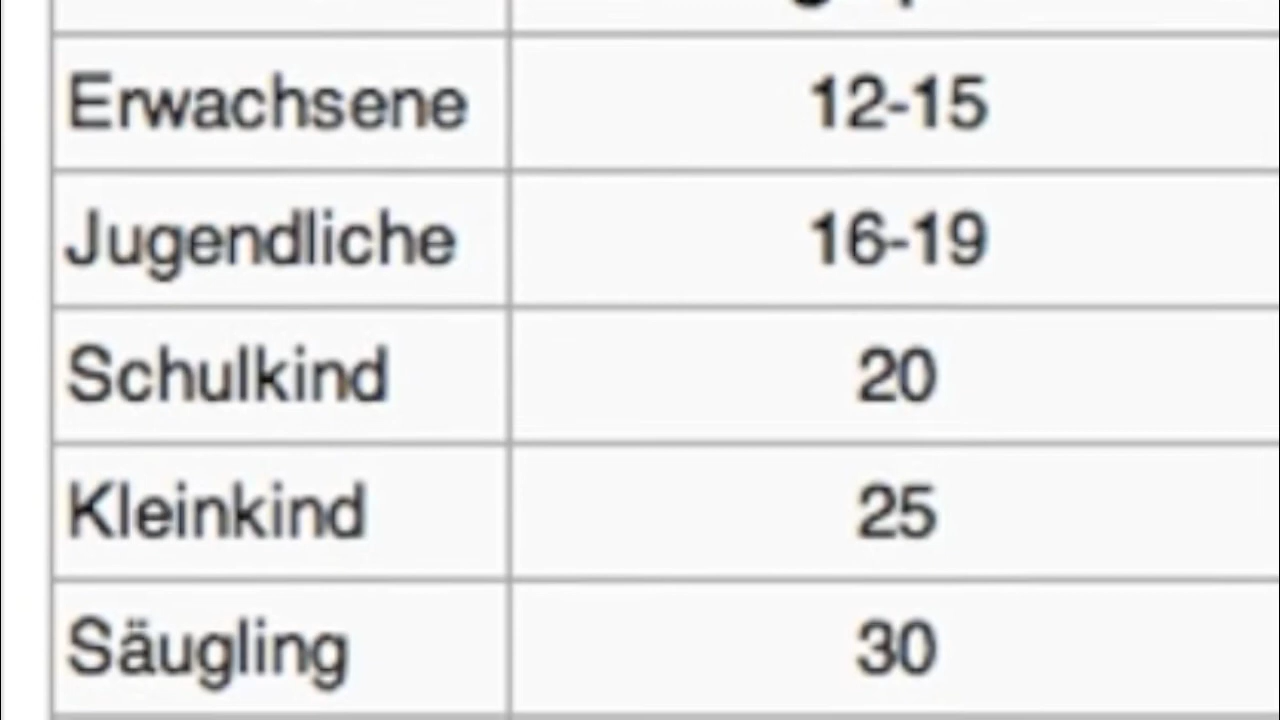 Erwachsene 12-15
Jugendliche 16-19
Schulkind 20
Kleinkind 25
Säugling 30